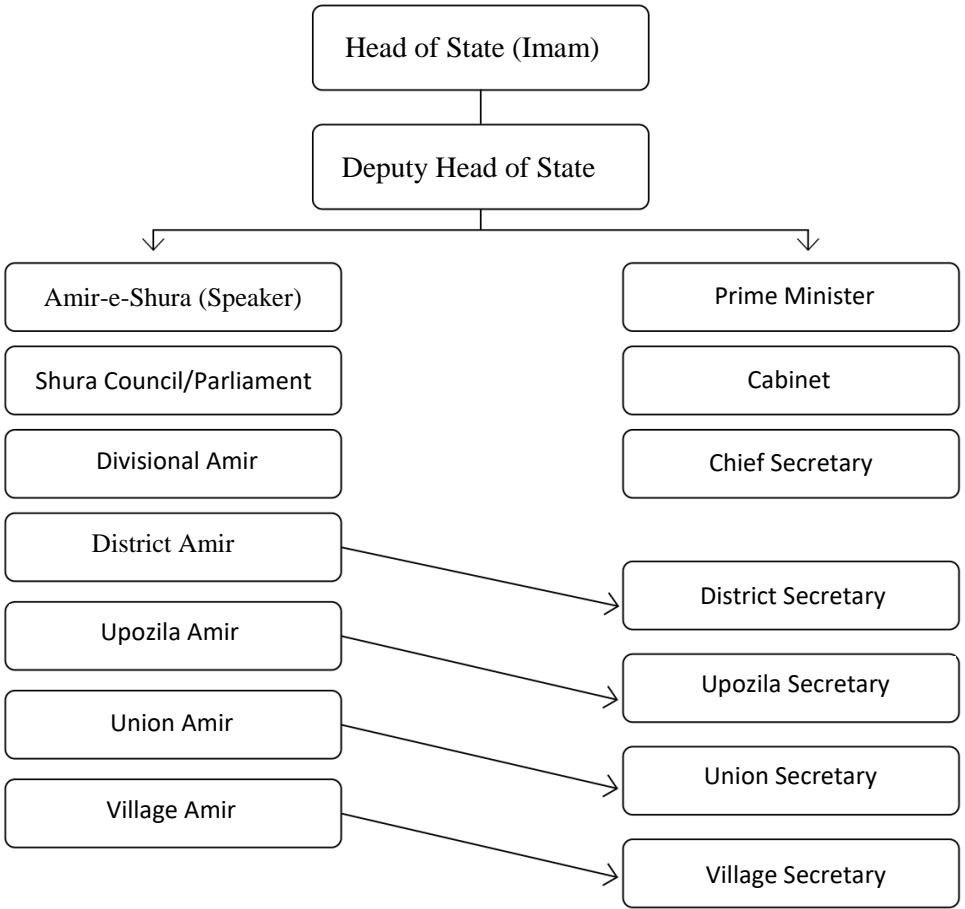 Head of State (Imam)
Deputy Head of State
Amir-e-Shura (Speaker)
Shura Council/Parliament
Divisional Amir
District Amir
Upozila Amir
Union Amir
Village Amir
Prime Minister
Cabinet
Chief Secretary
District Secretary
Upozila Secretary
Union Secretary
Village Secretary